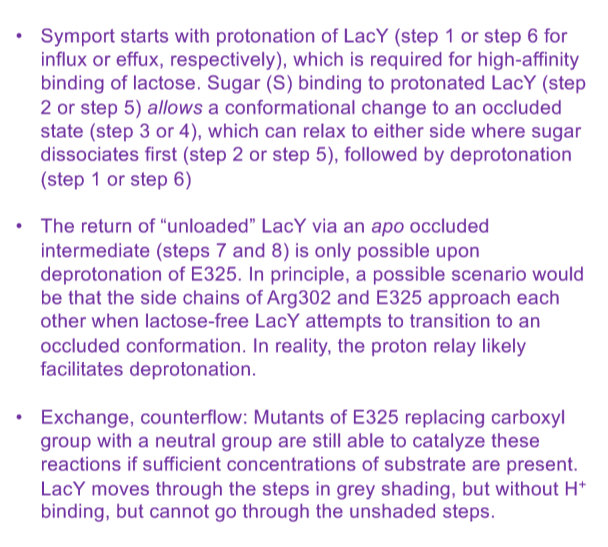 • Symport starts with protonation of LacY (step 1 or step 6 for
influx or effux, respectively), which is required for high-affinity
binding of lactose. Sugar (S) binding to protonated LacY (step
2 or step 5) allows a conformational change to an occluded
state (step 3 or 4), which can relax to either side where sugar
dissociates first (step 2 or step 5), followed by deprotonation
(step 1 or step 6)
• The return of “unloaded” LacY via an apo occluded
intermediate (steps 7 and 8) is only possible upon
deprotonation of E325. In principle, a possible scenario would
be that the side chains of Arg302 and E325 approach each
other when lactose-free LacY attempts to transition to an
occluded conformation. In reality, the proton relay likely
facilitates deprotonation.
• Exchange, counterflow: Mutants of E325 replacing carboxyl
group with a neutral group are still able to catalyze these
reactions if sufficient concentrations of substrate are present.
LacY moves through the steps in grey shading, but without H⁺
binding, but cannot go through the unshaded steps.